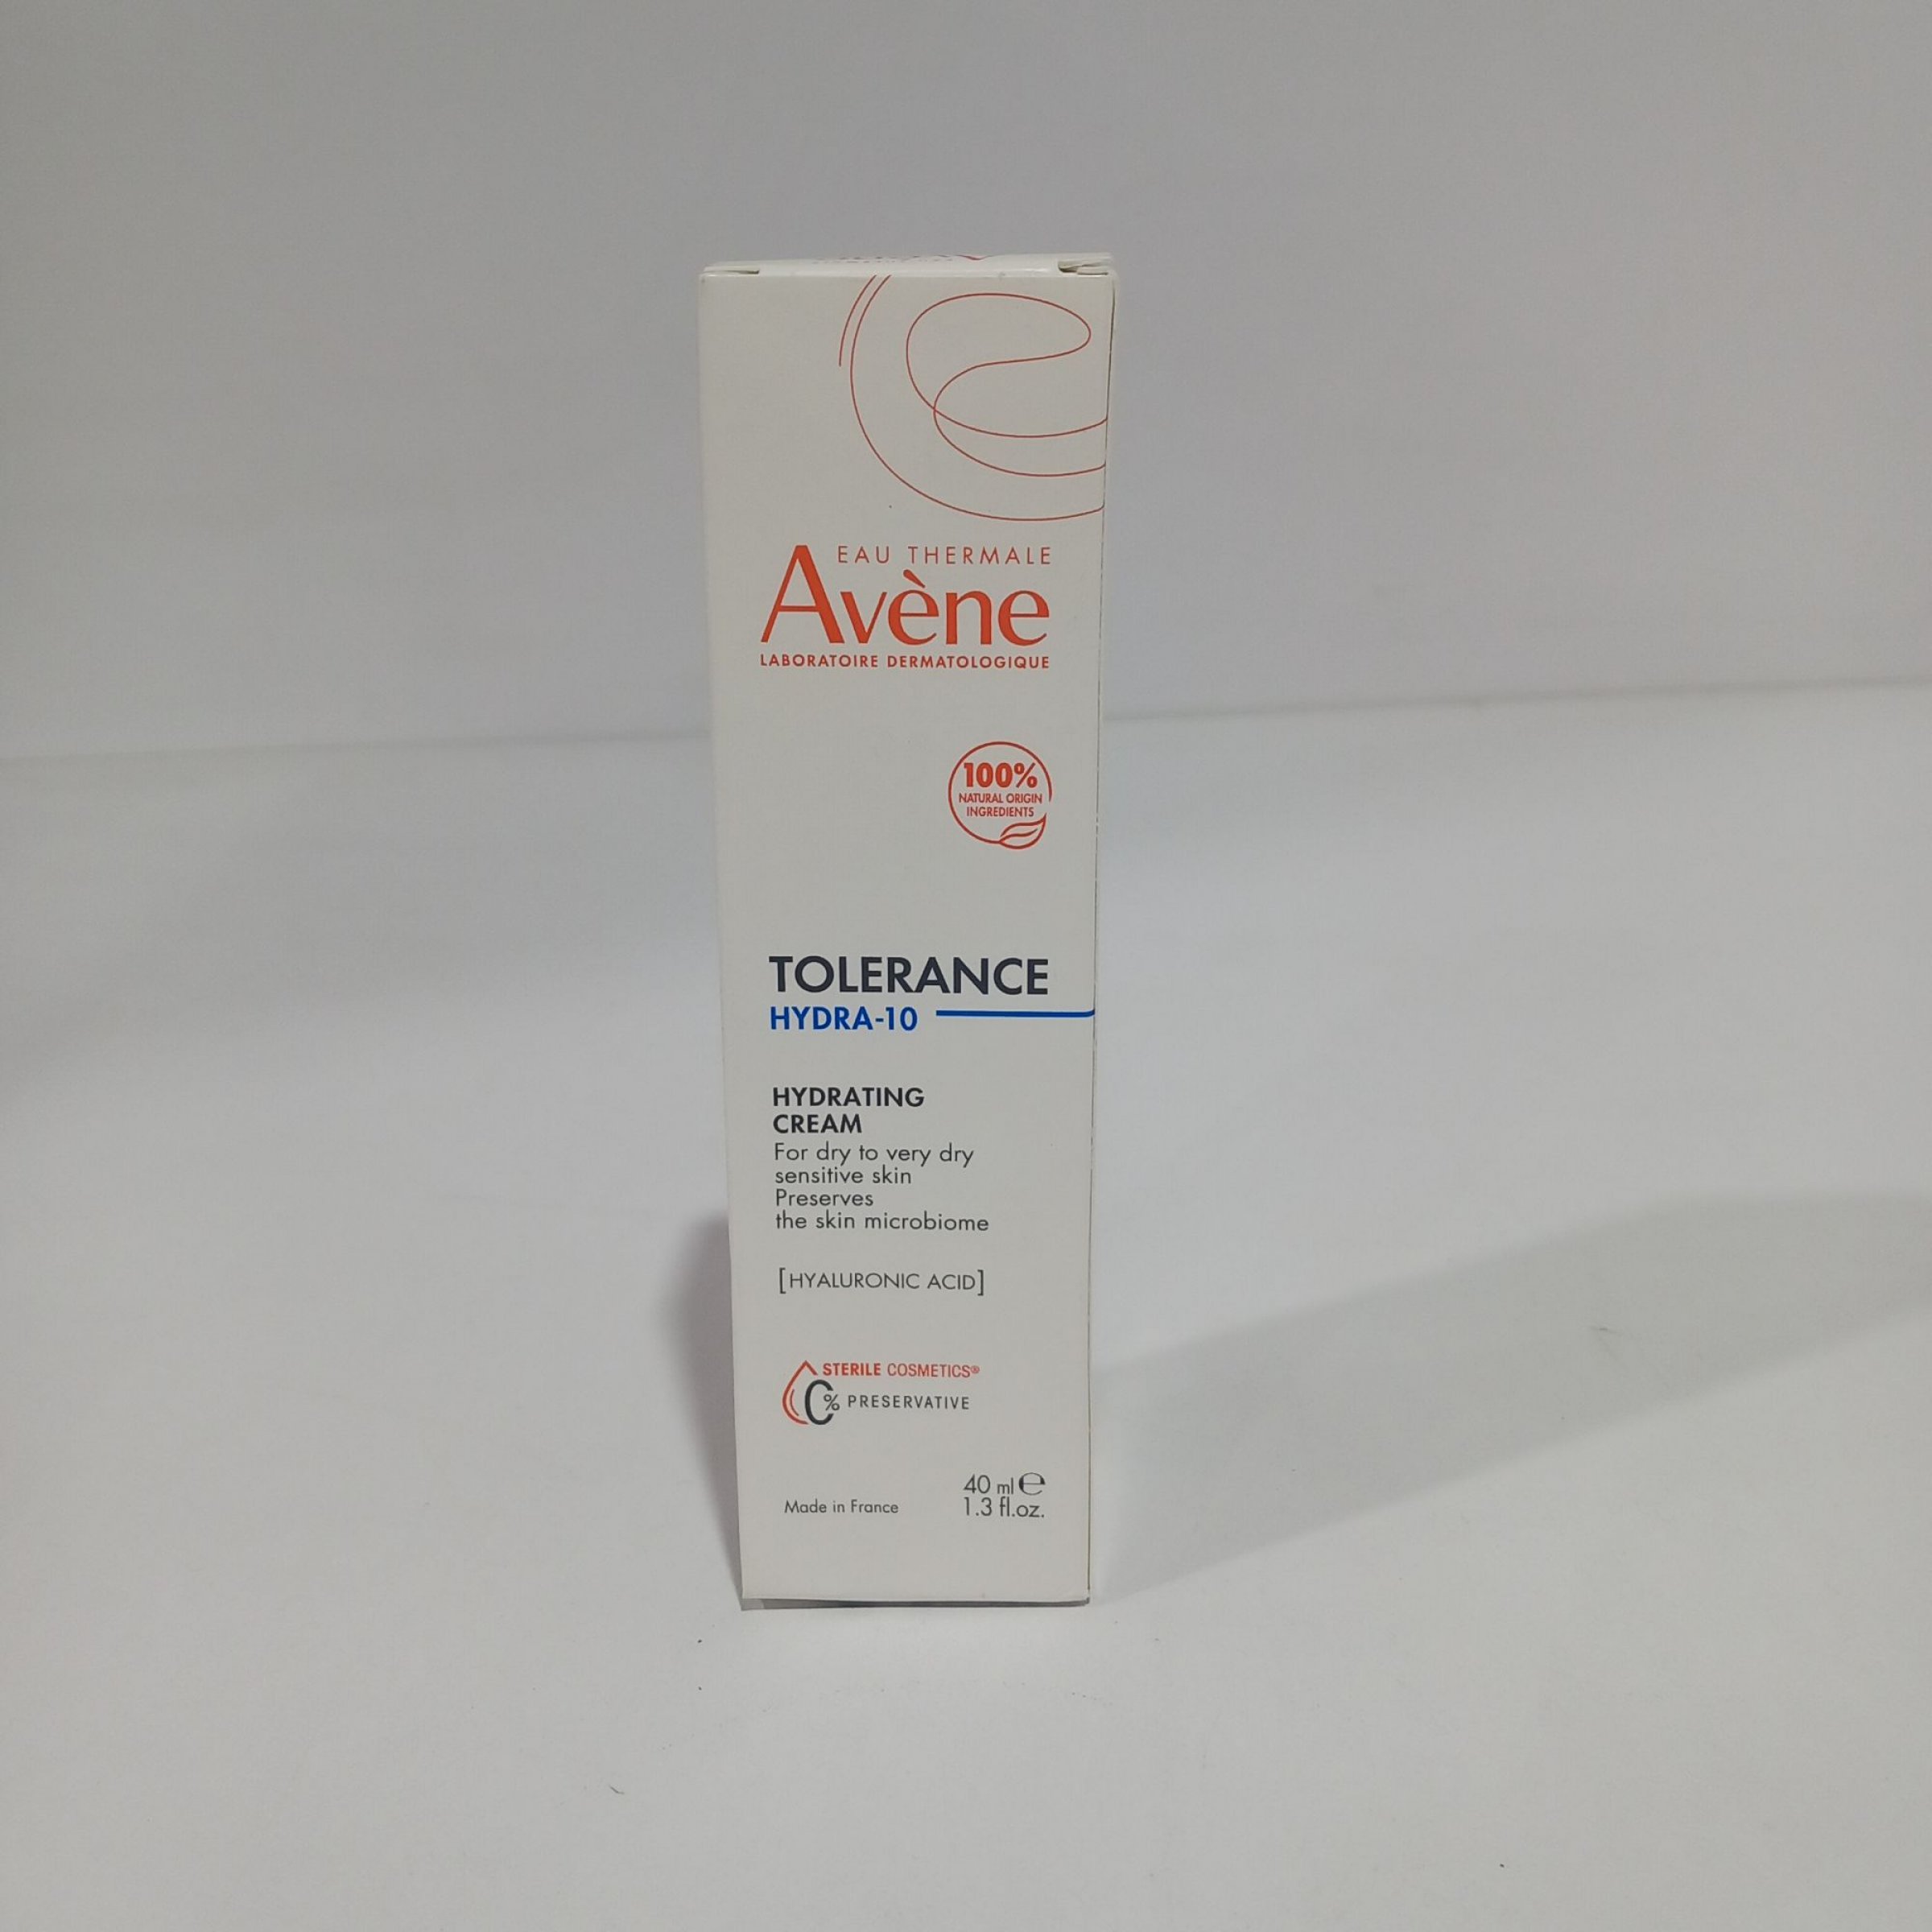 EAU THERMALE
Avène
LABORATOIRE DERMATOLOGIQUE
100%
NATURAL ORIGIN
INGREDIENTS
TOLERANCE
HYDRA-10
HYDRATING
CREAM
For dry to very dry
sensitive skin
Preserves
the skin microbiome
[HYALURONIC ACID]
STERILE COSMETICS®
0% PRESERVATIVE
40 ml ℮
Made in France
1.3 fl.oz.